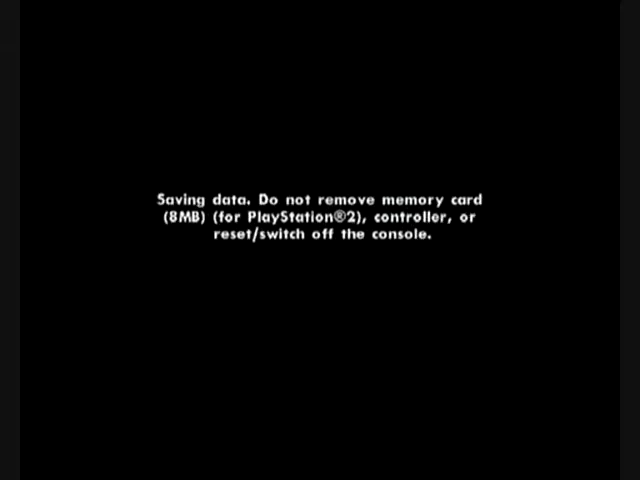 Saving data. Do not remove memory card
(8MB) (for PlayStation®2), controller, or
reset/switch off the console.